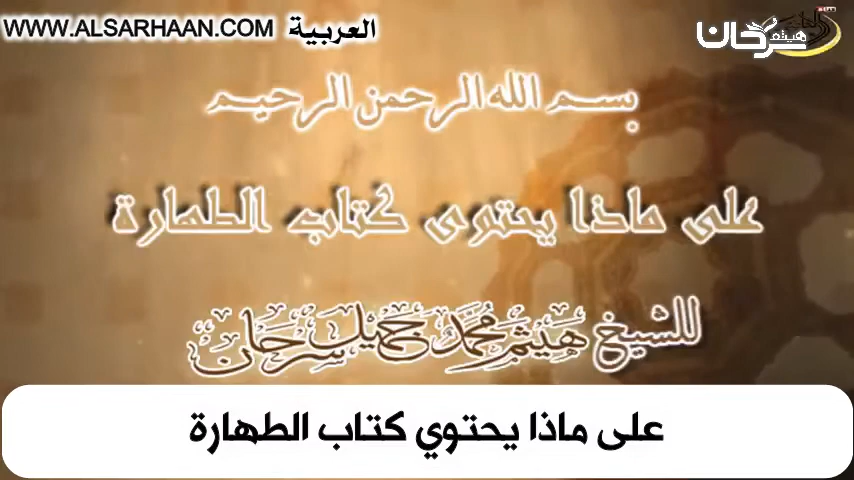 WWW.ALSARHAAN.COM العربية
هيثم سرحان
بسم الله الرحمن الرحيم
على ماذا يحتوى كتاب الطهارة
للشيخ هيثم محمد جميل سرحان
على ماذا يحتوي كتاب الطهارة